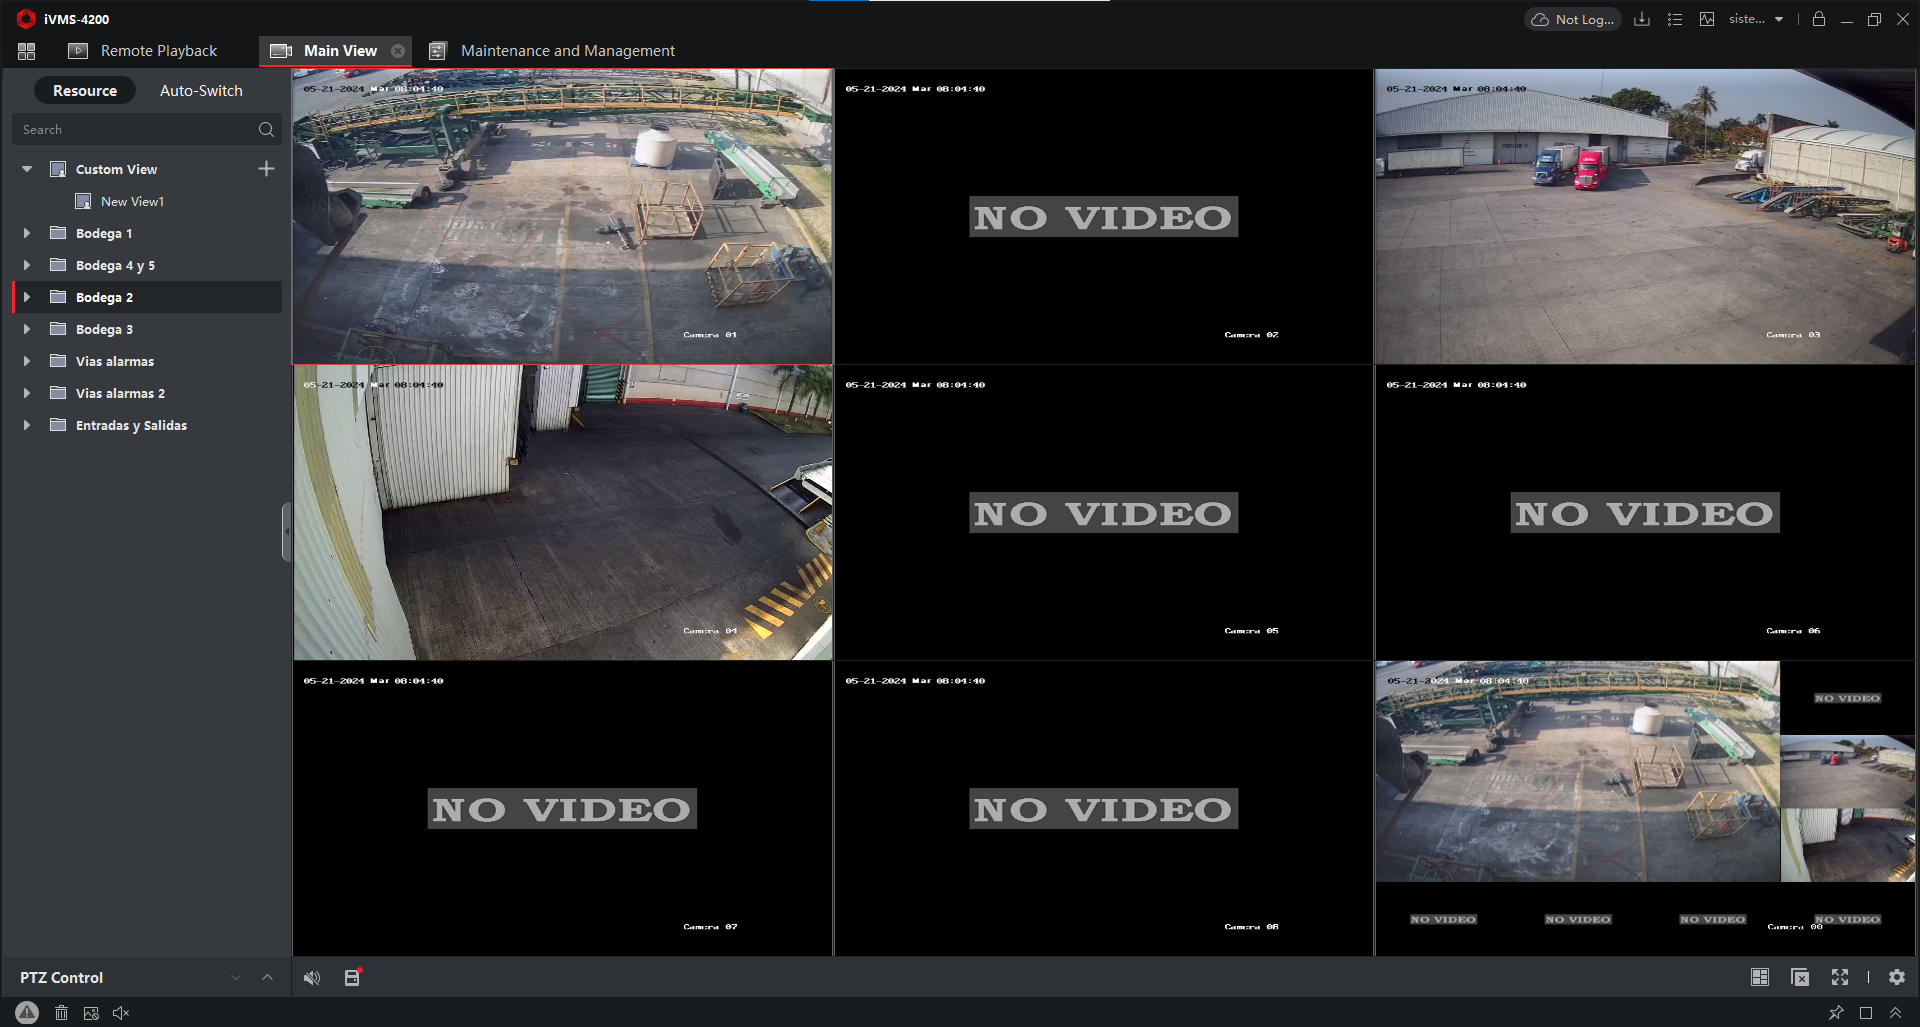 iVMS-4200
Not Log...
siste...
Remote Playback
Main View
Maintenance and Management
Resource
Auto-Switch
Search
Custom View
New View1
Bodega 1
Bodega 4 y 5
Bodega 2
Bodega 3
Vias alarmas
Vias alarmas 2
Entradas y Salidas
05-21-2024 Mar 08:04:40
Camera 01
05-21-2024 Mar 08:04:40
NO VIDEO
Camera 02
05-21-2024 Mar 08:04:40
Camera 03
05-21-2024 Mar 08:04:40
Camera 04
05-21-2024 Mar 08:04:40
NO VIDEO
Camera 05
05-21-2024 Mar 08:04:40
NO VIDEO
Camera 06
05-21-2024 Mar 08:04:40
NO VIDEO
Camera 07
05-21-2024 Mar 08:04:40
NO VIDEO
Camera 08
05-21-2024 Mar 08:04:40
NO VIDEO
NO VIDEO
NO VIDEO
NO VIDEO
NO VIDEO
Camera 00
PTZ Control